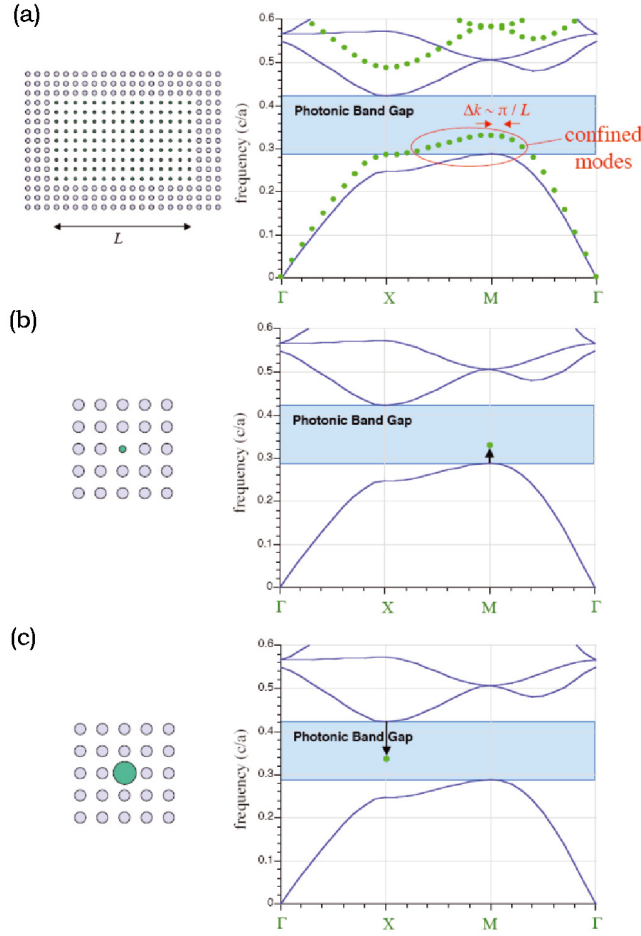 (a)
0.6
0.5
0.4
0.3
0.2
0.1
0
frequency (c/a)
Photonic Band Gap
Δk ~ π / L
confined
modes
L
Γ
X
M
Γ
(b)
0.6
0.5
0.4
0.3
0.2
0.1
0
frequency (c/a)
Photonic Band Gap
Γ
X
M
Γ
(c)
0.6
0.5
0.4
0.3
0.2
0.1
0
frequency (c/a)
Photonic Band Gap
Γ
X
M
Γ